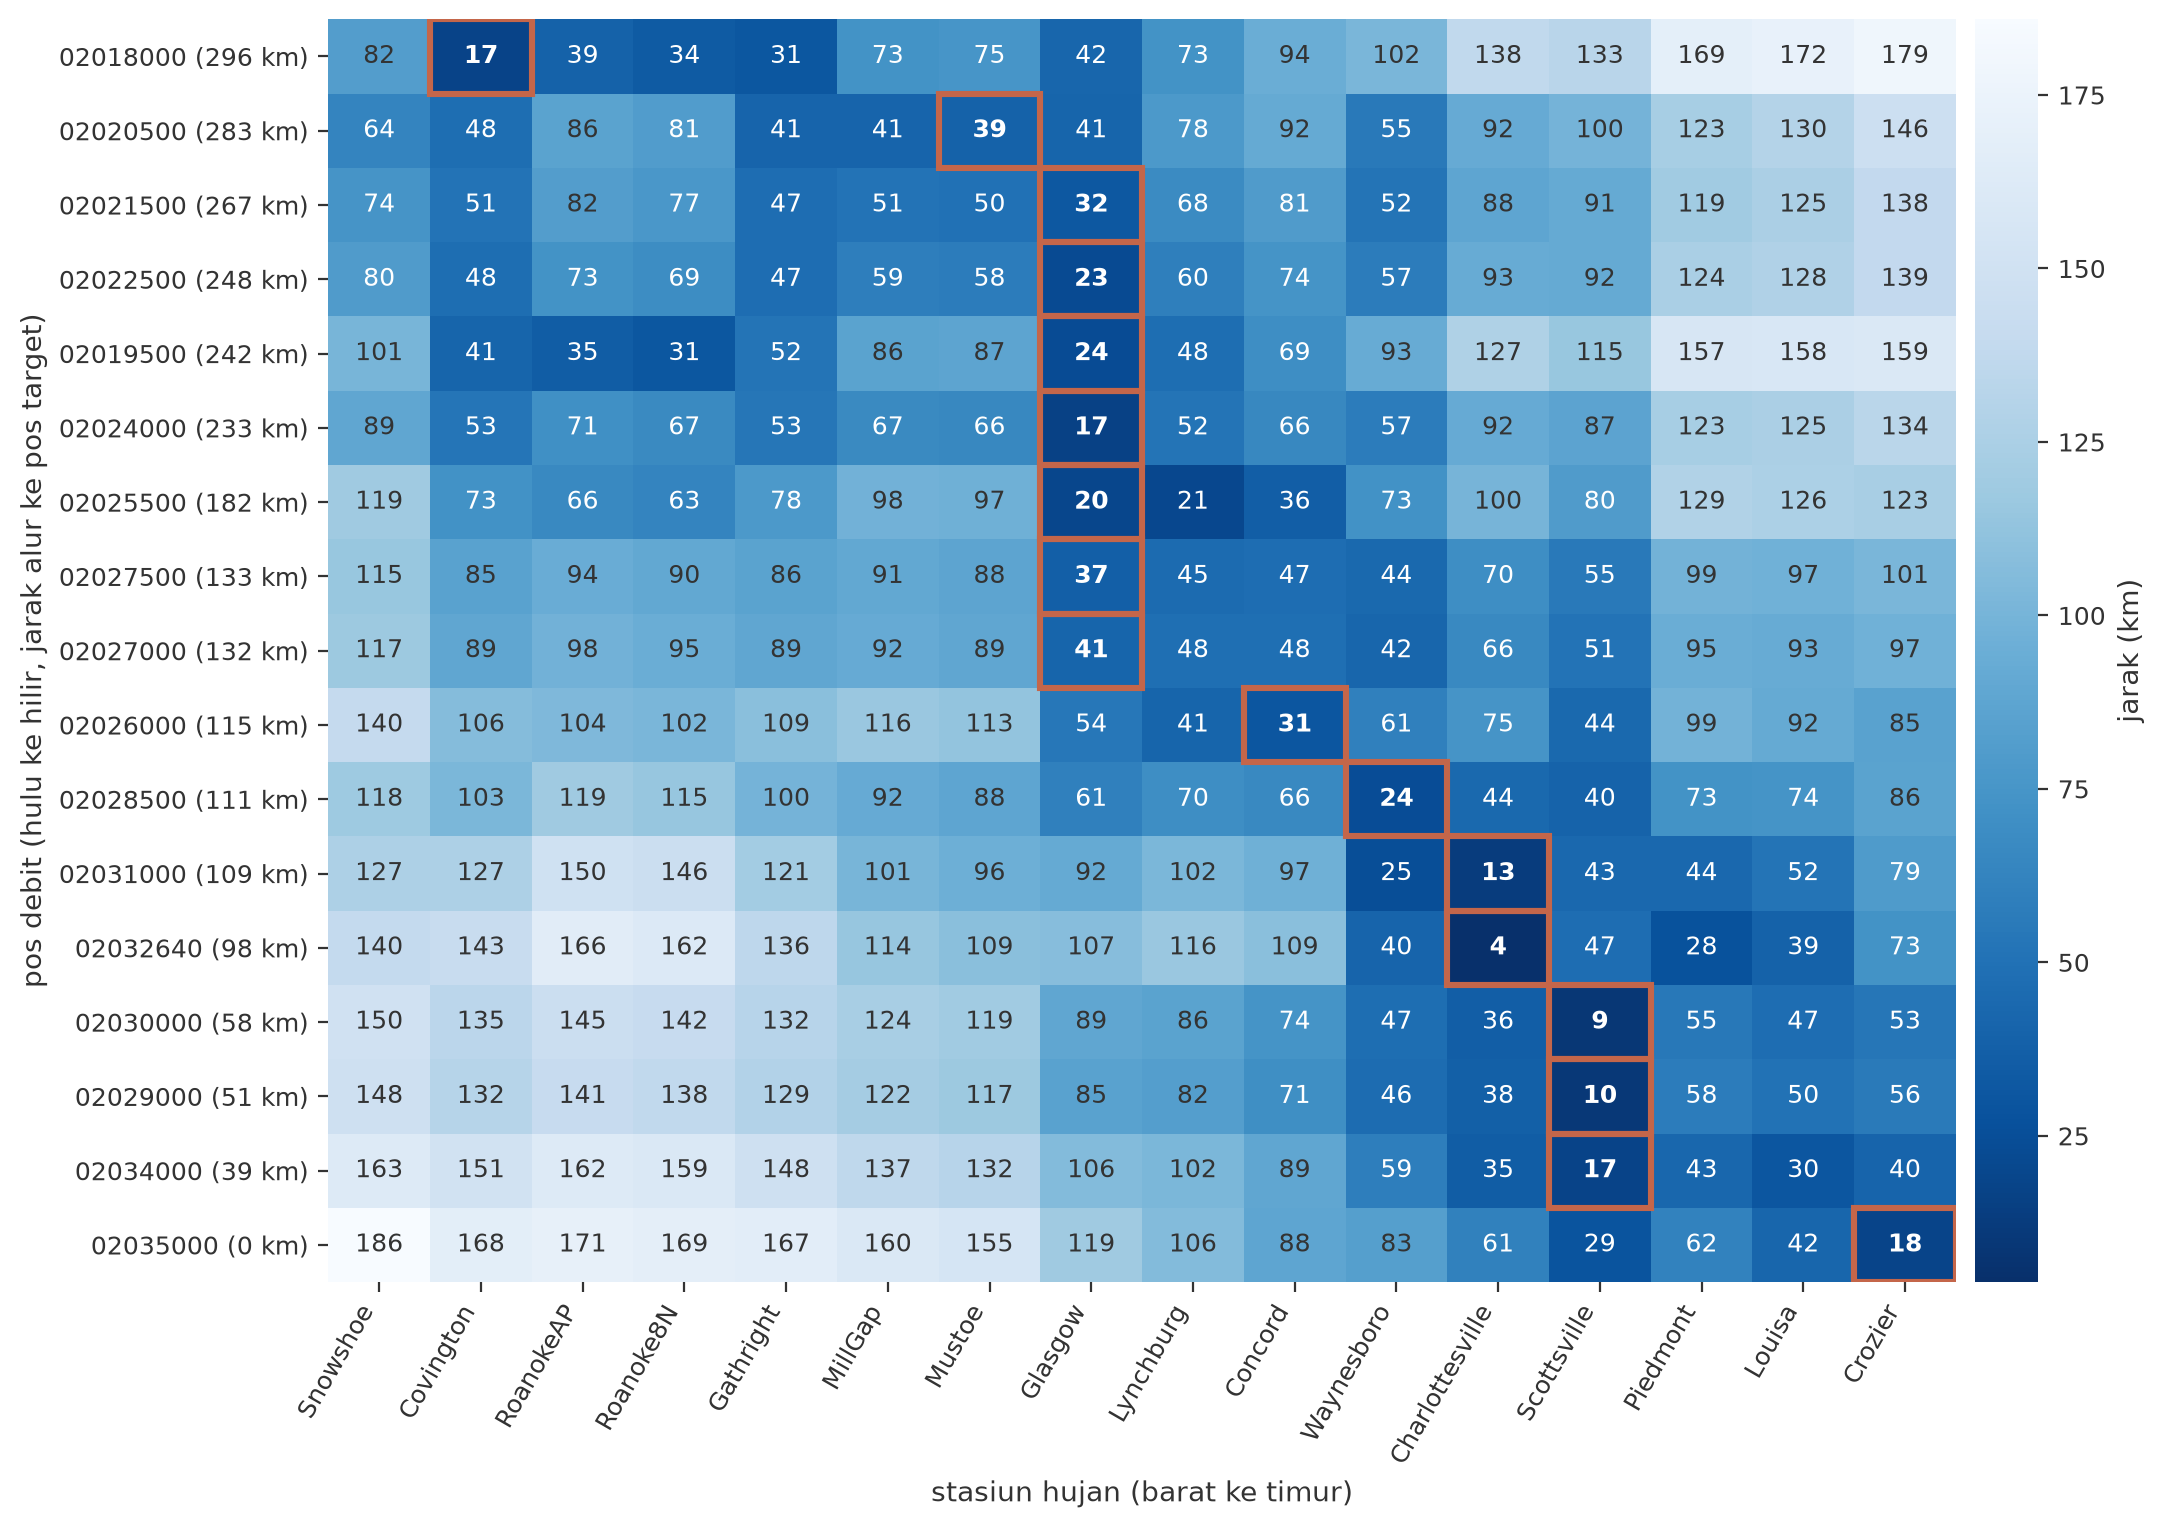 02018000 (296 km) 82 17 39 34 31 73 75 42 73 94 102 138 133 169 172 179
02020500 (283 km) 64 48 86 81 41 41 39 41 78 92 55 92 100 123 130 146
02021500 (267 km) 74 51 82 77 47 51 50 32 68 81 52 88 91 119 125 138
02022500 (248 km) 80 48 73 69 47 59 58 23 60 74 57 93 92 124 128 139
02019500 (242 km) 101 41 35 31 52 86 87 24 48 69 93 127 115 157 158 159
02024000 (233 km) 89 53 71 67 53 67 66 17 52 66 57 92 87 123 125 134
02025500 (182 km) 119 73 66 63 78 98 97 20 21 36 73 100 80 129 126 123
02027500 (133 km) 115 85 94 90 86 91 88 37 45 47 44 70 55 99 97 101
02027000 (132 km) 117 89 98 95 89 92 89 41 48 48 42 66 51 95 93 97
02026000 (115 km) 140 106 104 102 109 116 113 54 41 31 61 75 44 99 92 85
02028500 (111 km) 118 103 119 115 100 92 88 61 70 66 24 44 40 73 74 86
02031000 (109 km) 127 127 150 146 121 101 96 92 102 97 25 13 43 44 52 79
02032640 (98 km) 140 143 166 162 136 114 109 107 116 109 40 4 47 28 39 73
02030000 (58 km) 150 135 145 142 132 124 119 89 86 74 47 36 9 55 47 53
02029000 (51 km) 148 132 141 138 129 122 117 85 82 71 46 38 10 58 50 56
02034000 (39 km) 163 151 162 159 148 137 132 106 102 89 59 35 17 43 30 40
02035000 (0 km) 186 168 171 169 167 160 155 119 106 88 83 61 29 62 42 18
Snowshoe Covington RoanokeAP Roanoke8N Gathright MillGap Mustoe Glasgow Lynchburg Concord Waynesboro Charlottesville Scottsville Piedmont Louisa Crozier
stasiun hujan (barat ke timur)
pos debit (hulu ke hilir, jarak alur ke pos target)
175
150
125
100
75
50
25
jarak (km)